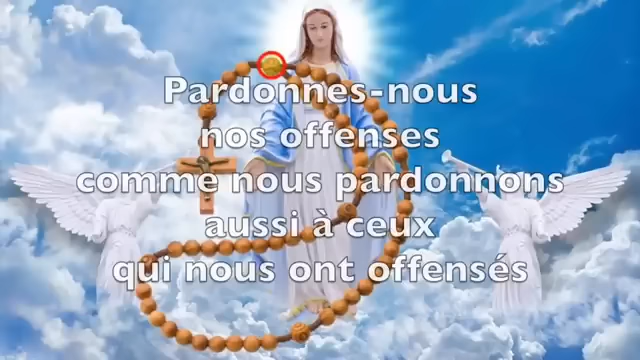 Pardonnes-nous
nos offenses
comme nous pardonnons
aussi à ceux
qui nous ont offensés